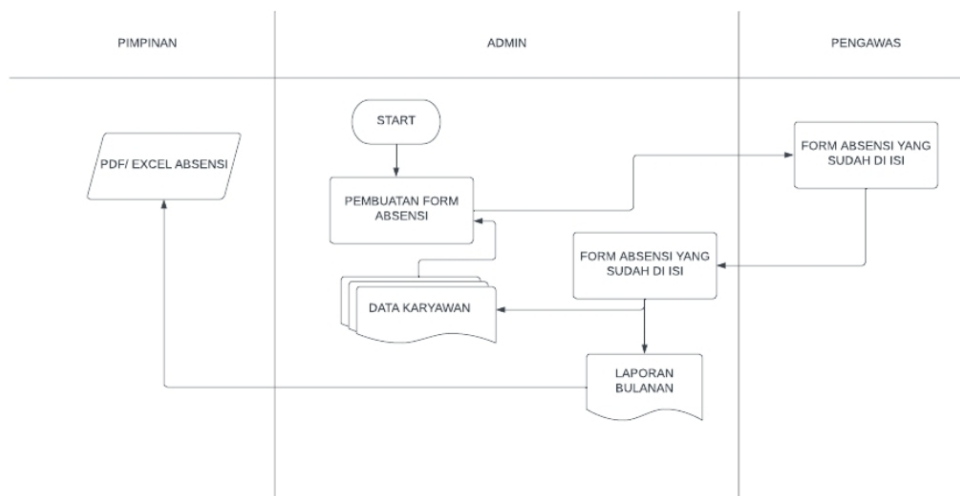 PIMPINAN
ADMIN
PENGAWAS
START
PDF/ EXCEL ABSENSI
FORM ABSENSI YANG
SUDAH DI ISI
PEMBUATAN FORM
ABSENSI
FORM ABSENSI YANG
SUDAH DI ISI
DATA KARYAWAN
LAPORAN
BULANAN